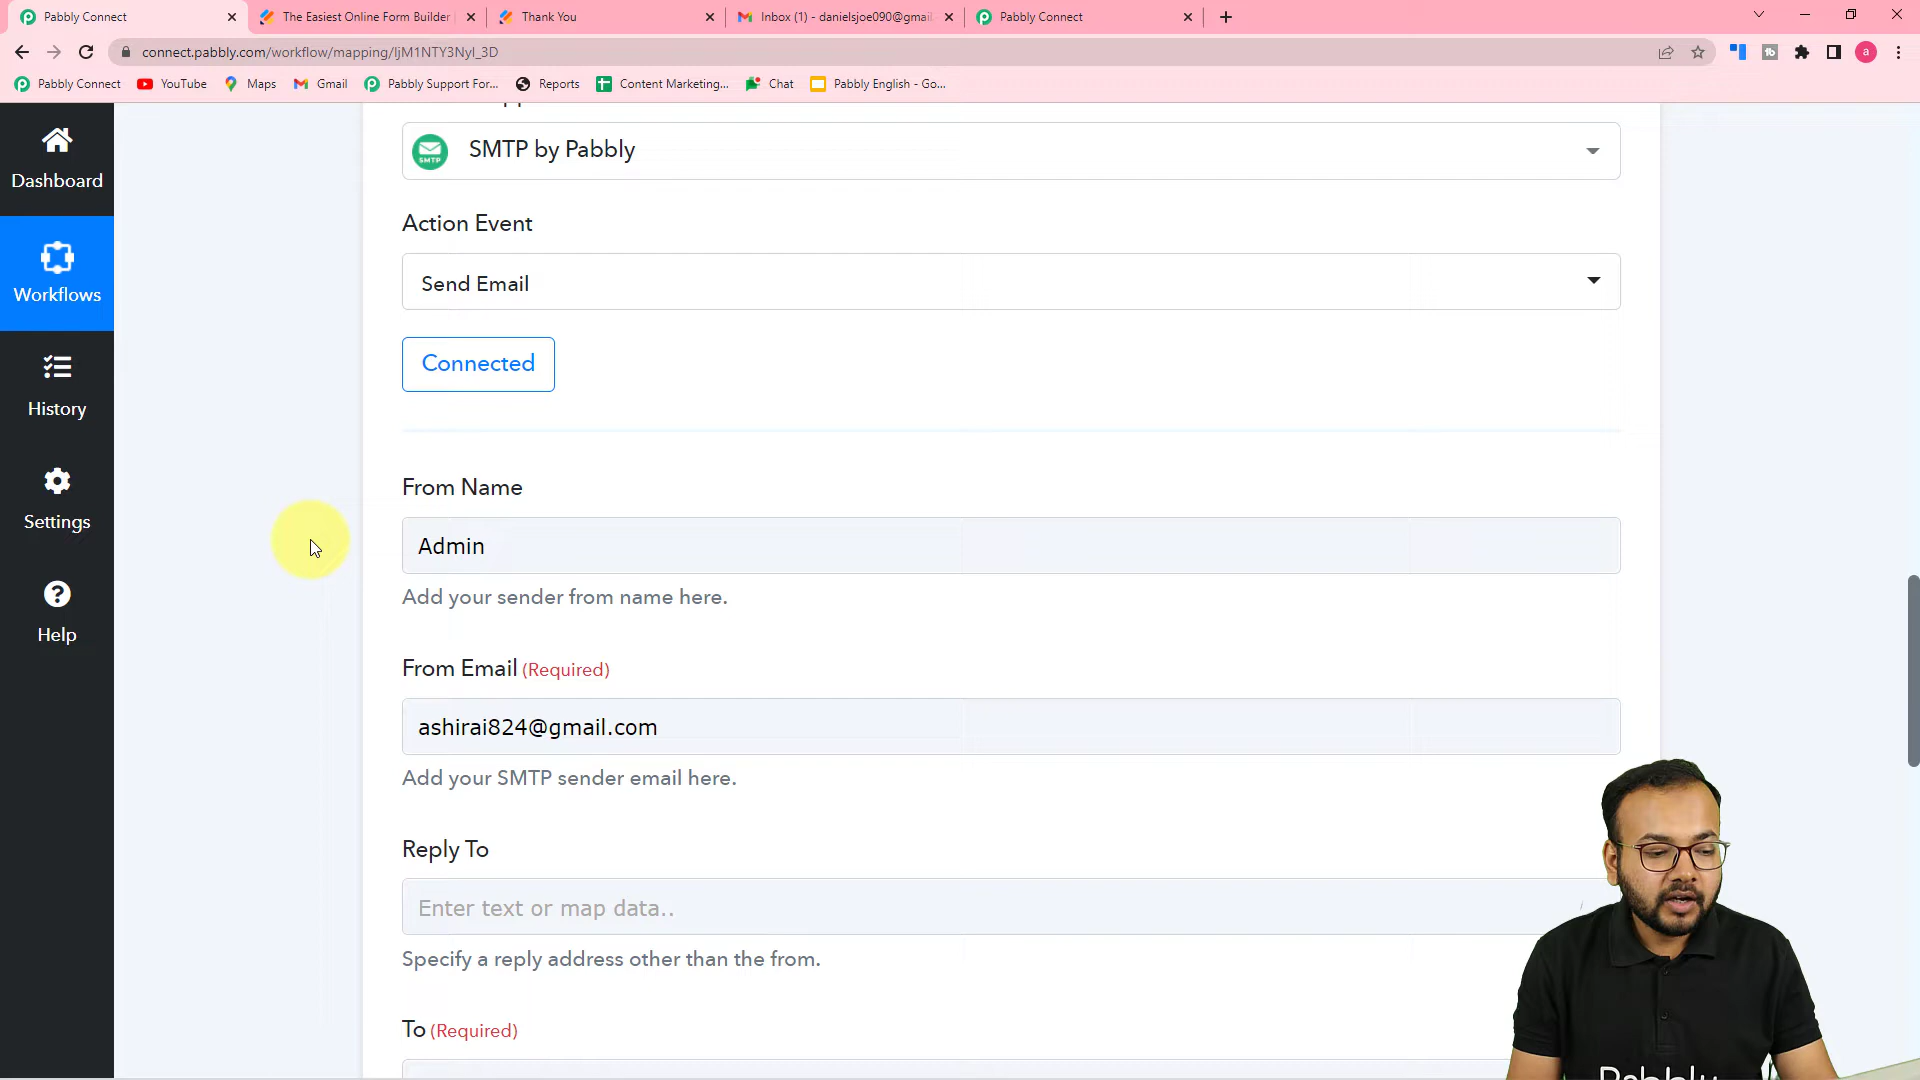 Pabbly Connect
The Easiest Online Form Builder
Thank You
Inbox (1) - danielsjoe090@gmail.
Pabbly Connect
connect.pabbly.com/workflow/mapping/IjM1NTY3NyI_3D
a
Pabbly Connect
YouTube
Maps
Gmail
Pabbly Support For...
Reports
Content Marketing...
Chat
Pabbly English - Go...
Dashboard
Workflows
History
Settings
Help
SMTP
SMTP by Pabbly
Action Event
Send Email
Connected
From Name
Admin
Add your sender from name here.
From Email (Required)
ashirai824@gmail.com
Add your SMTP sender email here.
Reply To
Enter text or map data..
Specify a reply address other than the from.
To (Required)
Pabbly